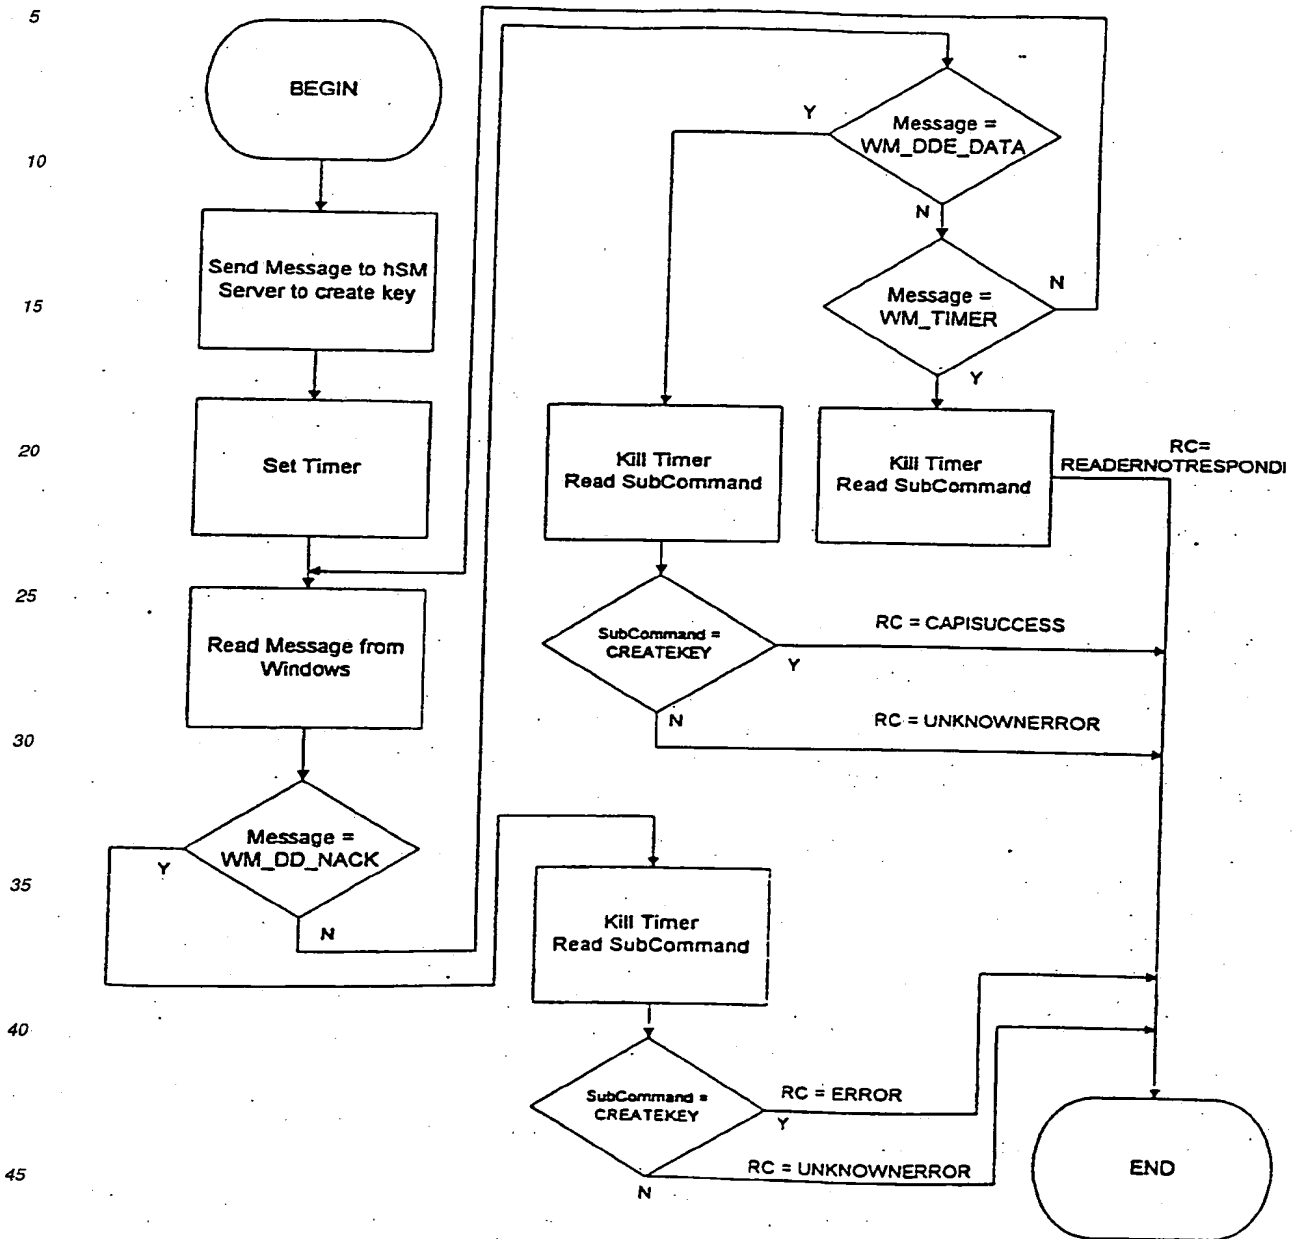 5
BEGIN
Message =
WM_DDE_DATA
Y
N
10
Send Message to hSM
Server to create key
15
Message =
WM_TIMER
N
Y
Set Timer
20
Kill Timer
Read SubCommand
Kill Timer
Read SubCommand
RC=
READERNOTRESPONDI
25
Read Message from
Windows
SubCommand =
CREATEKEY
RC = CAPISUCCESS
Y
N
RC = UNKNOWNERROR
30
Message =
WM_DD_NACK
Y
N
35
Kill Timer
Read SubCommand
40
SubCommand =
CREATEKEY
RC = ERROR
Y
RC = UNKNOWNERROR
N
END
45